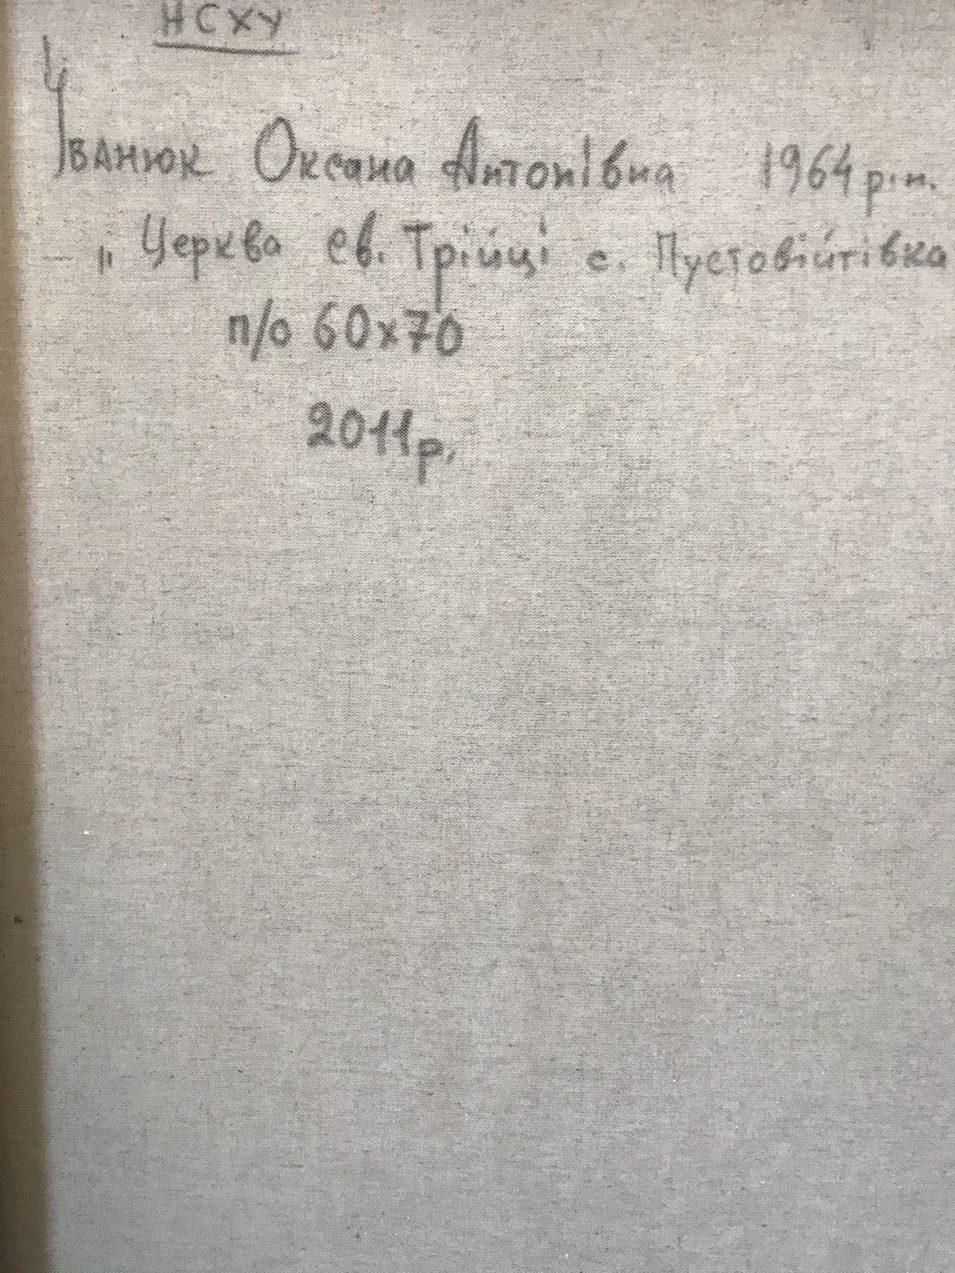 НСХУ
Іванюк Оксана Антонівна 1964 р.н.
„ Церква Св. Трійці с. Пустовійтівка
п/о 60х70
2011р.